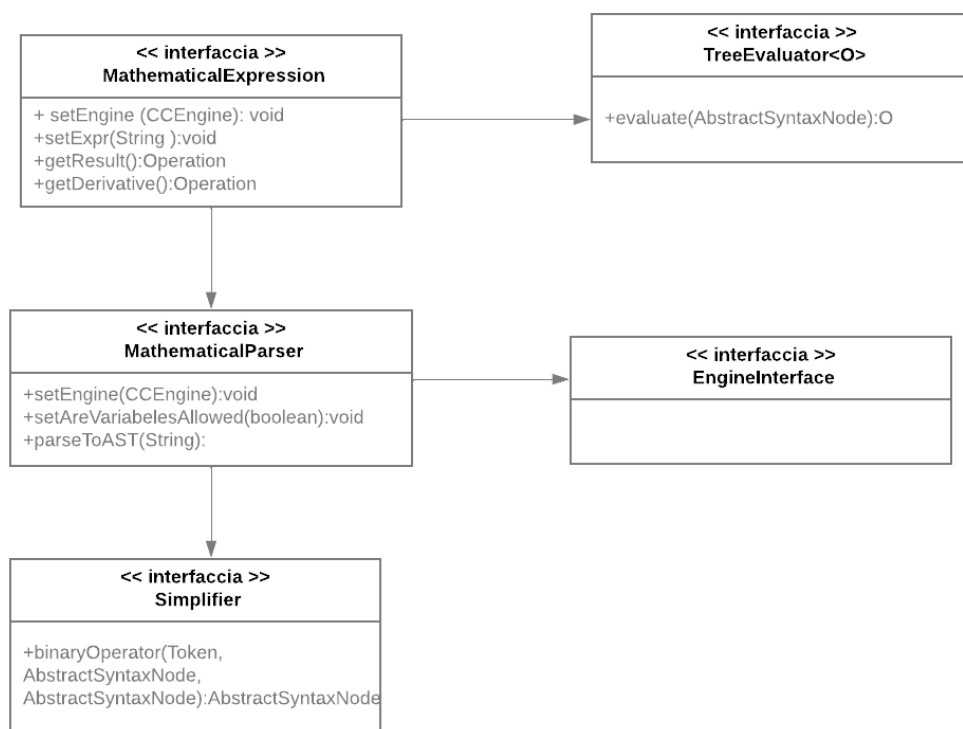 << interfaccia >>
MathematicalExpression
+ setEngine (CCEngine): void
+setExpr(String ):void
+getResult():Operation
+getDerivative():Operation
<< interfaccia >>
TreeEvaluator<O>
+evaluate(AbstractSyntaxNode):O
<< interfaccia >>
MathematicalParser
+setEngine(CCEngine):void
+setAreVariabelesAllowed(boolean):void
+parseToAST(String):
<< interfaccia >>
EngineInterface
<< interfaccia >>
Simplifier
+binaryOperator(Token,
AbstractSyntaxNode,
AbstractSyntaxNode):AbstractSyntaxNode